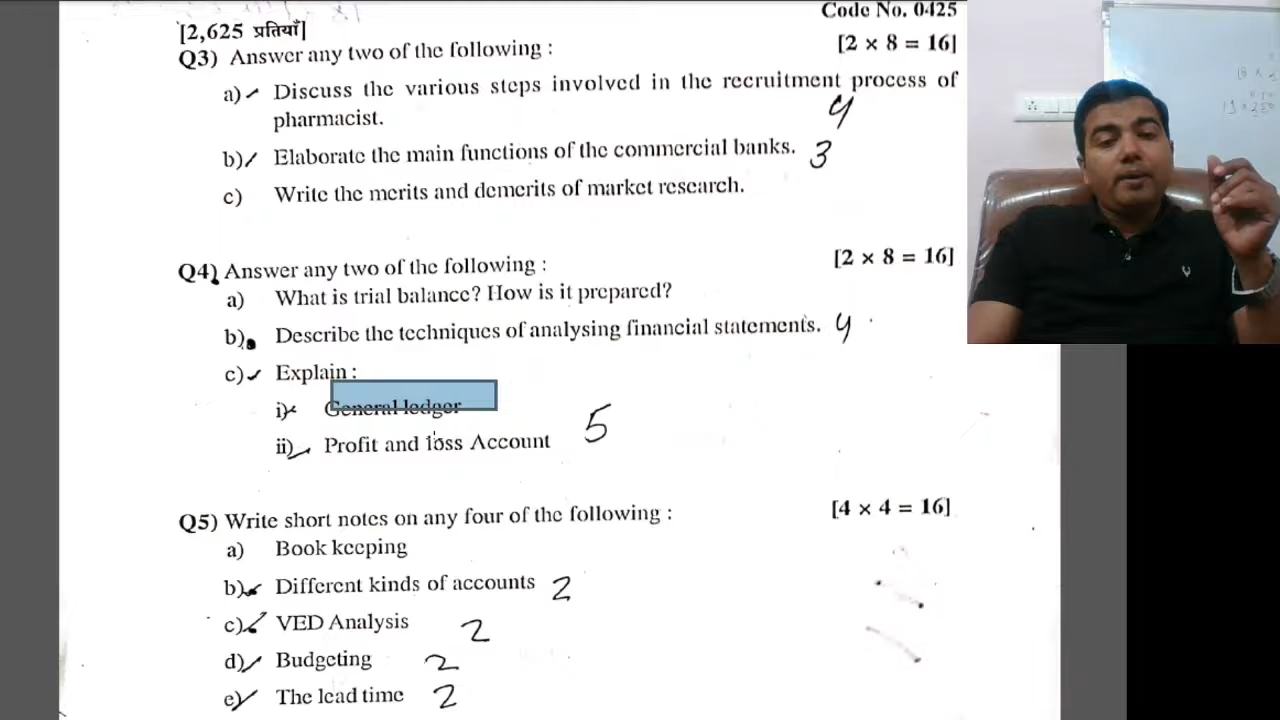 [2,625 प्रतियाँ]
Code No. 0425
Q3) Answer any two of the following : [2 × 8 = 16]
a) Discuss the various steps involved in the recruitment process of
pharmacist. 4
b) Elaborate the main functions of the commercial banks. 3
c) Write the merits and demerits of market research.
Q4) Answer any two of the following : [2 × 8 = 16]
a) What is trial balance? How is it prepared?
b) Describe the techniques of analysing financial statements. 4
c) Explain :
i) General ledger
ii) Profit and loss Account 5
Q5) Write short notes on any four of the following : [4 × 4 = 16]
a) Book keeping
b) Different kinds of accounts 2
c) VED Analysis 2
d) Budgeting 2
e) The lead time 2